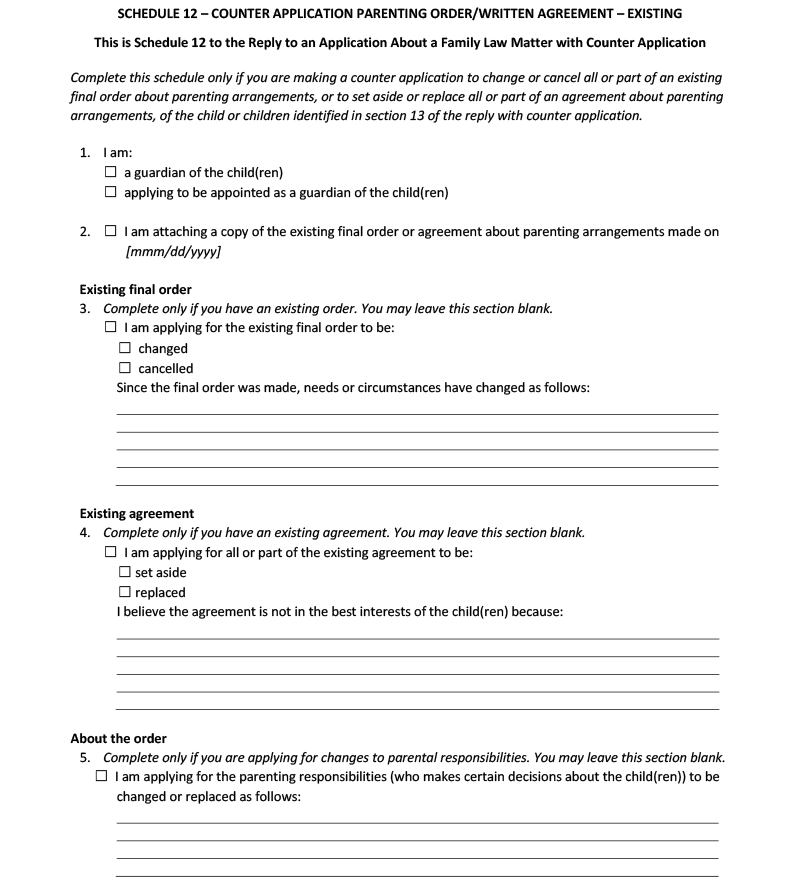 SCHEDULE 12 – COUNTER APPLICATION PARENTING ORDER/WRITTEN AGREEMENT – EXISTING
This is Schedule 12 to the Reply to an Application About a Family Law Matter with Counter Application
Complete this schedule only if you are making a counter application to change or cancel all or part of an existing
final order about parenting arrangements, or to set aside or replace all or part of an agreement about parenting
arrangements, of the child or children identified in section 13 of the reply with counter application.
1. I am:
☐ a guardian of the child(ren)
☐ applying to be appointed as a guardian of the child(ren)
2. ☐ I am attaching a copy of the existing final order or agreement about parenting arrangements made on
[mmm/dd/yyyy]
Existing final order
3. Complete only if you have an existing order. You may leave this section blank.
☐ I am applying for the existing final order to be:
☐ changed
☐ cancelled
Since the final order was made, needs or circumstances have changed as follows:
Existing agreement
4. Complete only if you have an existing agreement. You may leave this section blank.
☐ I am applying for all or part of the existing agreement to be:
☐ set aside
☐ replaced
I believe the agreement is not in the best interests of the child(ren) because:
About the order
5. Complete only if you are applying for changes to parental responsibilities. You may leave this section blank.
☐ I am applying for the parenting responsibilities (who makes certain decisions about the child(ren)) to be
changed or replaced as follows: